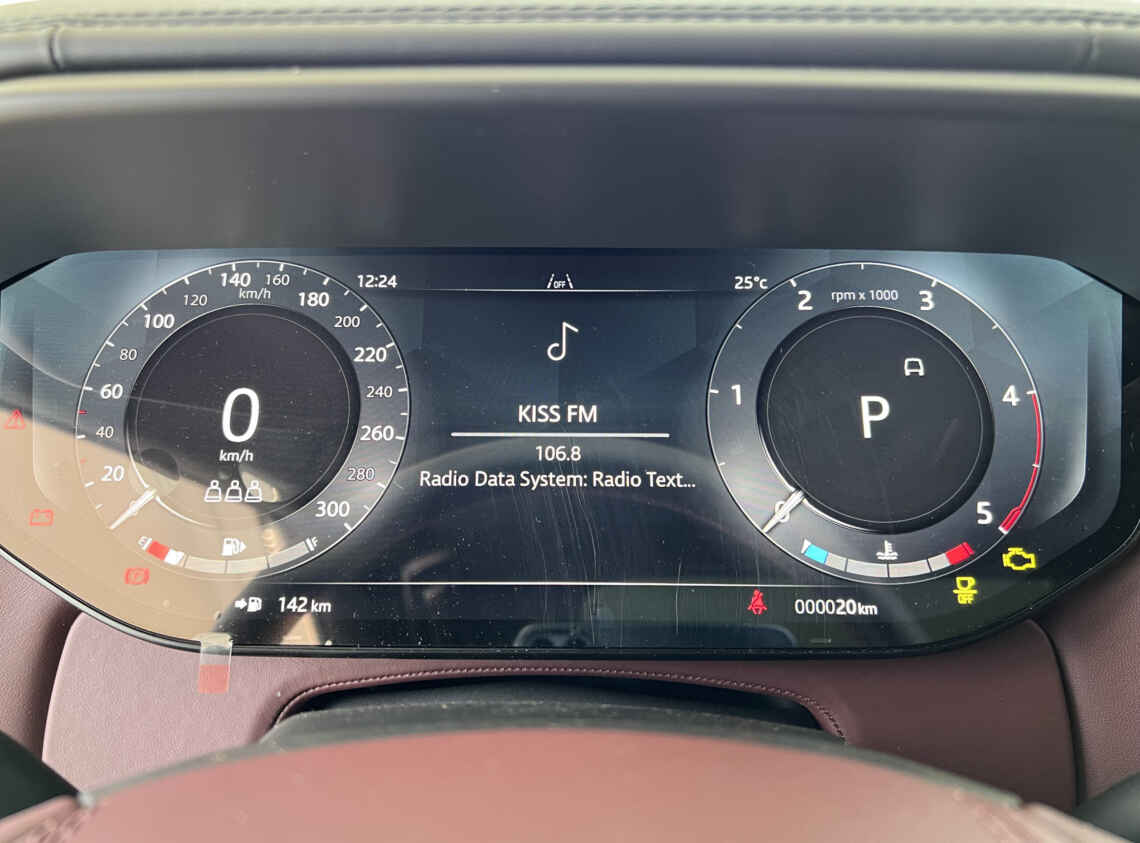 12:24
OFF
25°c
20
40
60
80
100
120
140
160
km/h
180
200
220
240
260
280
300
0
km/h
E
F
KISS FM
106.8
Radio Data System: Radio Text...
rpm x 1000
0
1
2
3
4
5
P
142 km
000020km
OFF